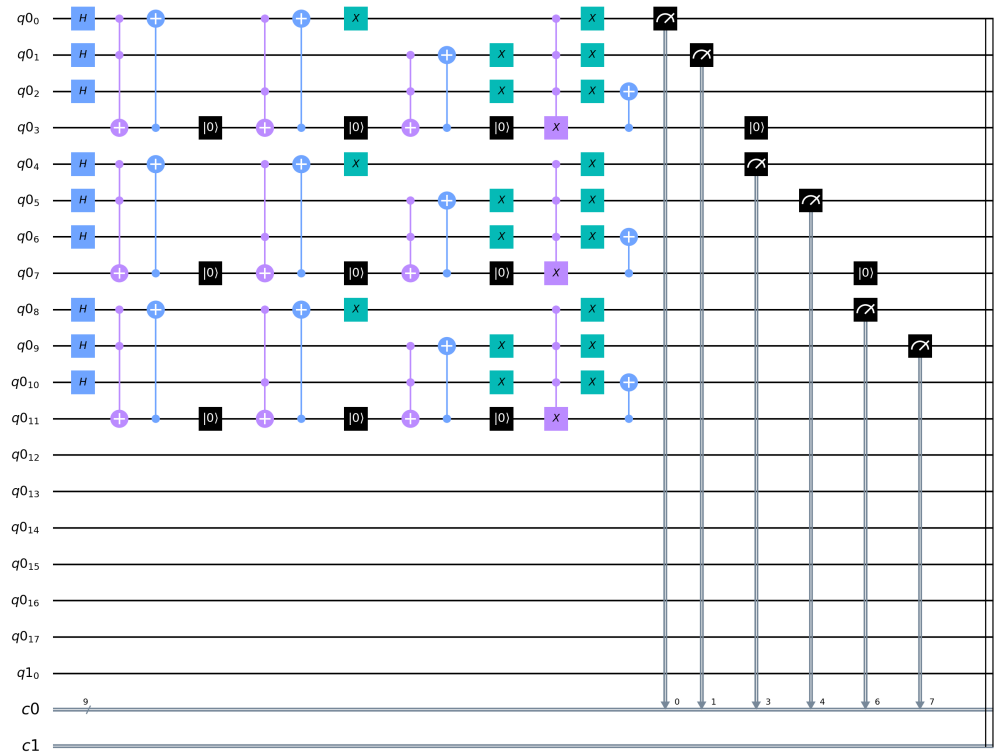 q0₀ H X X
q0₁ H X X
q0₂ H X X
q0₃ |0⟩ |0⟩ |0⟩ X |0⟩
q0₄ H X X
q0₅ H X X
q0₆ H X X
q0₇ |0⟩ |0⟩ |0⟩ X |0⟩
q0₈ H X X
q0₉ H X X
q0₁₀ H X X
q0₁₁ |0⟩ |0⟩ |0⟩ X
q0₁₂
q0₁₃
q0₁₄
q0₁₅
q0₁₆
q0₁₇
q1₀
c0 9 0 1 3 4 6 7
c1